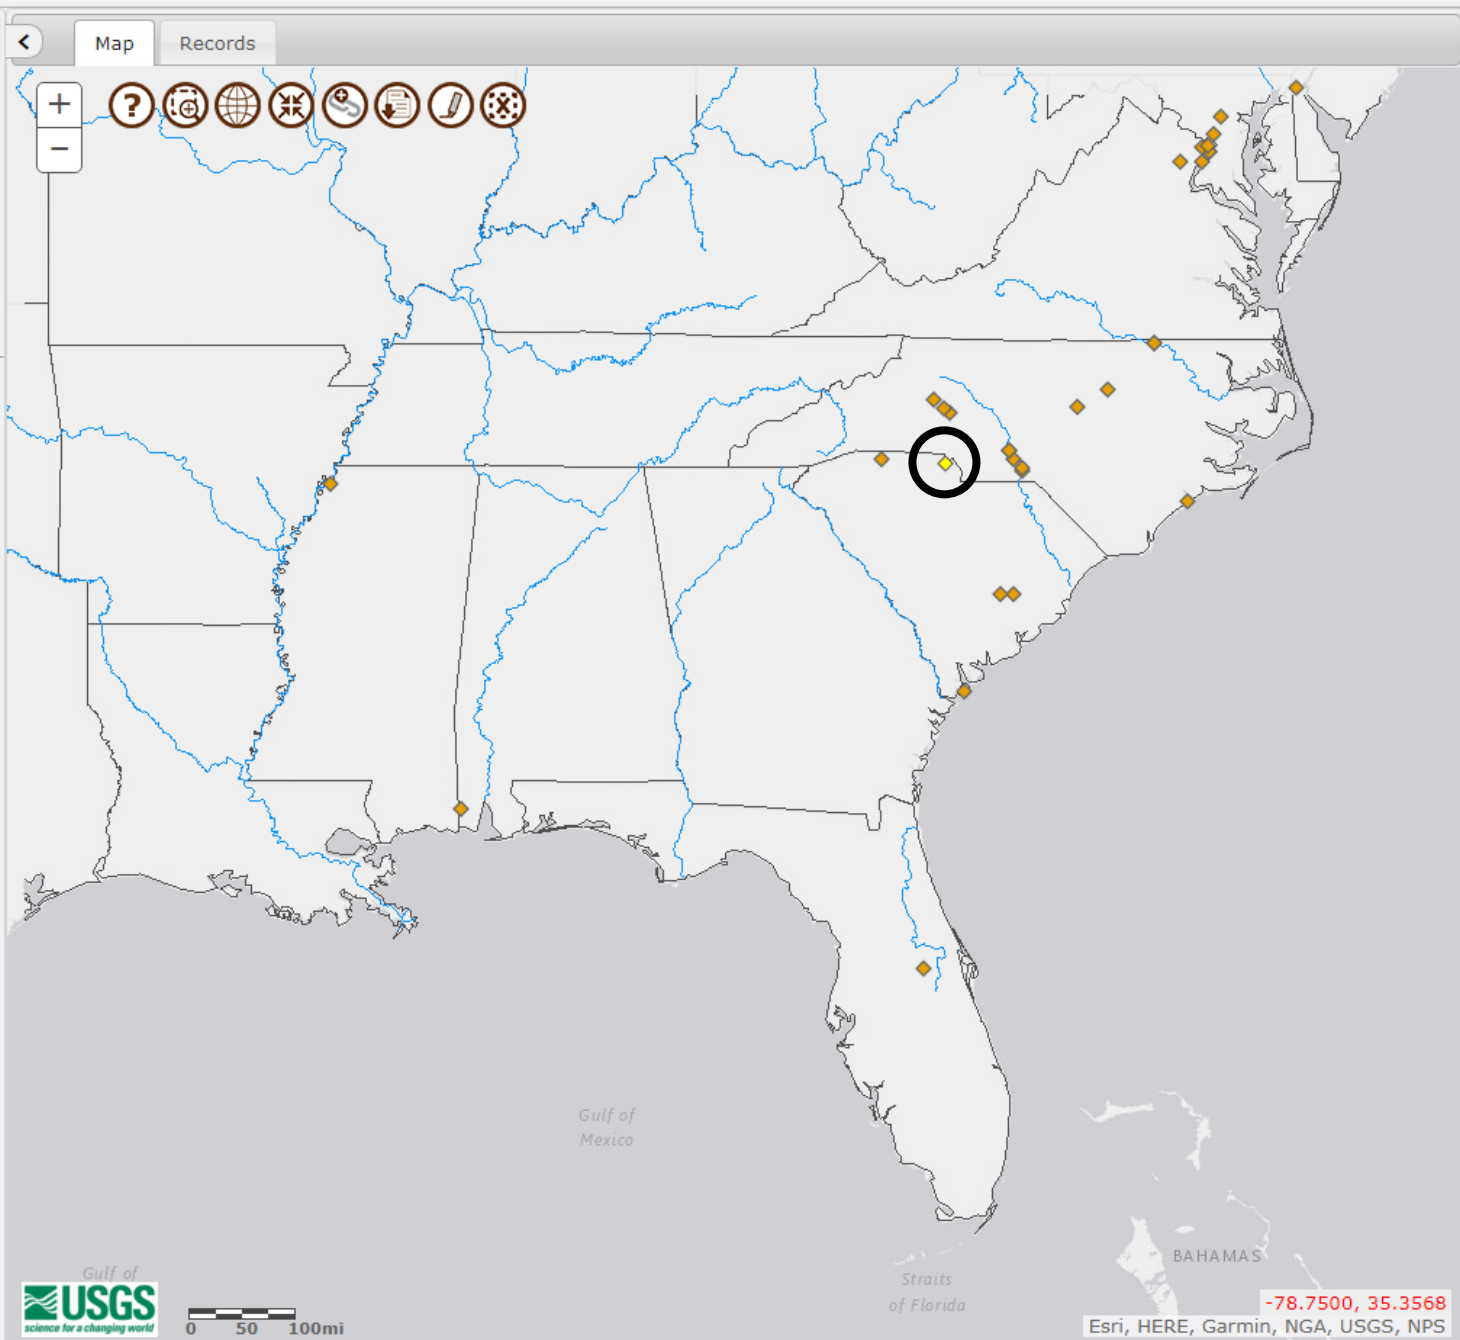 Map
Records
+
?
−
Gulf of
Mexico
BAHAMAS
Gulf of
Straits
of Florida
USGS
science for a changing world
0 50 100mi
-78.7500, 35.3568
Esri, HERE, Garmin, NGA, USGS, NPS